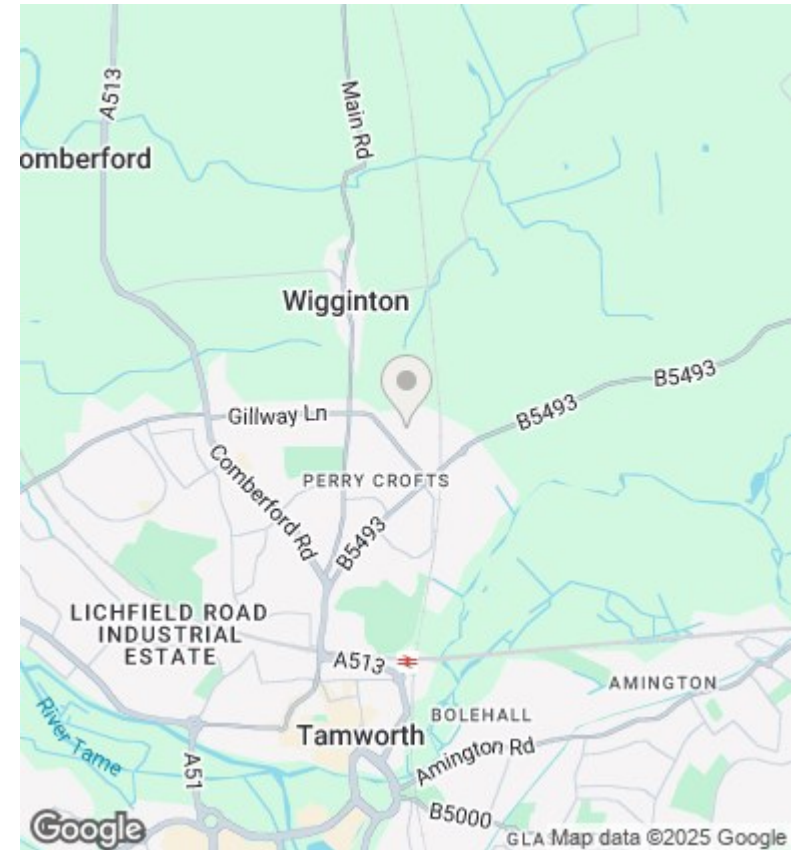 A513
Main Rd
omberford
Wigginton
B5493
B5493
Gillway Ln
Comberford Rd
PERRY CROFTS
B5493
LICHFIELD ROAD
INDUSTRIAL
ESTATE
A513
AMINGTON
River Tame
BOLEHALL
Tamworth
Amington Rd
A51
B5000
Google
GLAS
Map data ©2025 Google